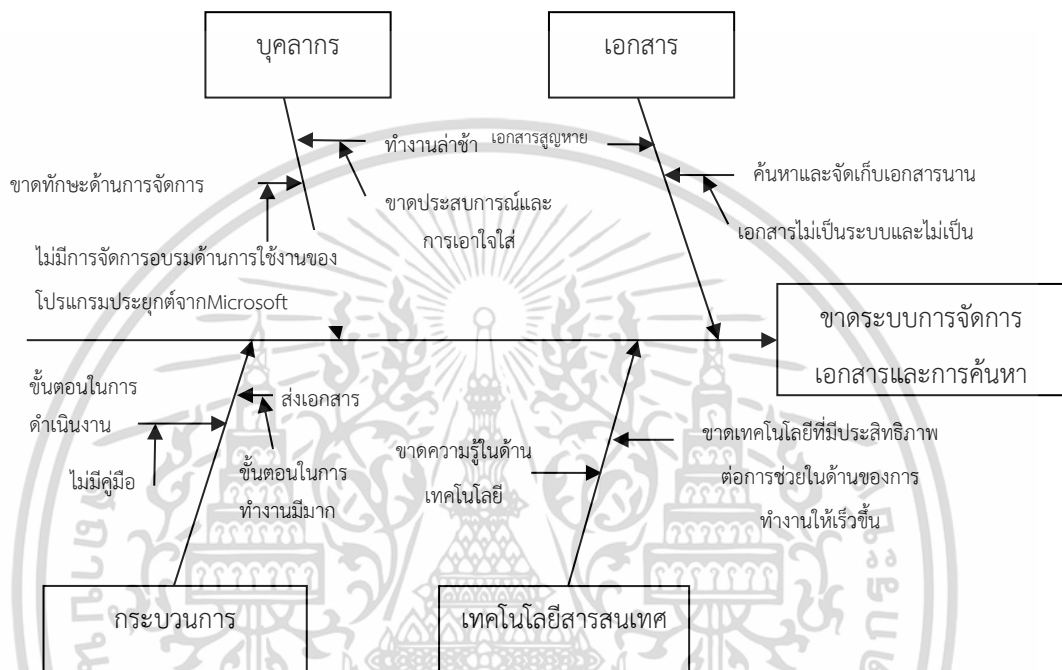 บุคลากร
เอกสาร
ทำงานล่าช้า
เอกสารสูญหาย
ขาดทักษะด้านการจัดการ
ค้นหาและจัดเก็บเอกสารนาน
ขาดประสบการณ์และ
การเอาใจใส่
เอกสารไม่เป็นระบบและไม่เป็น
ไม่มีการจัดการอบรมด้านการใช้งานของ
โปรแกรมประยุกต์จากMicrosoft
ขาดระบบการจัดการ
เอกสารและการค้นหา
ขั้นตอนในการ
ดำเนินงาน
ส่งเอกสาร
ไม่มีคู่มือ
ขั้นตอนในการ
ทำงานมีมาก
ขาดความรู้ในด้าน
เทคโนโลยี
ขาดเทคโนโลยีที่มีประสิทธิภาพ
ต่อการช่วยในด้านของการ
ทำงานให้เร็วขึ้น
กระบวนการ
เทคโนโลยีสารสนเทศ